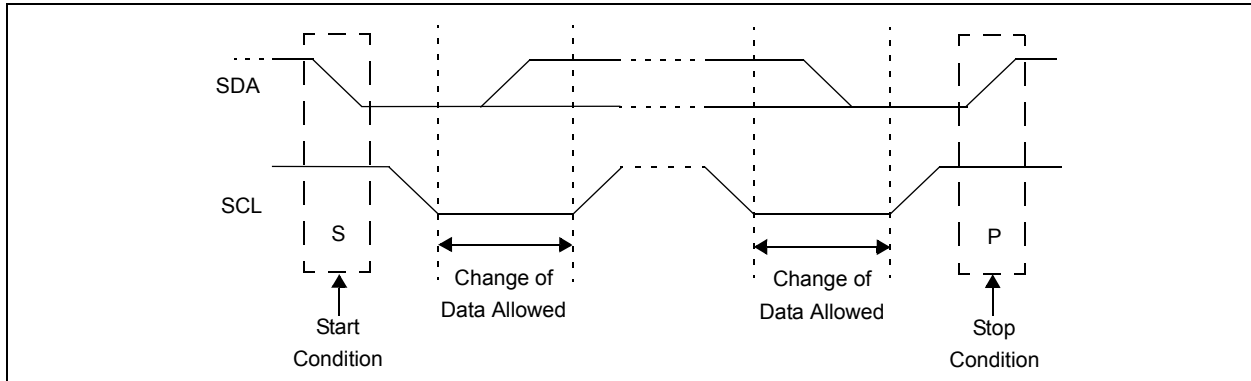 SDA
SCL
S
P
Change of
Data Allowed
Change of
Data Allowed
Start
Condition
Stop
Condition